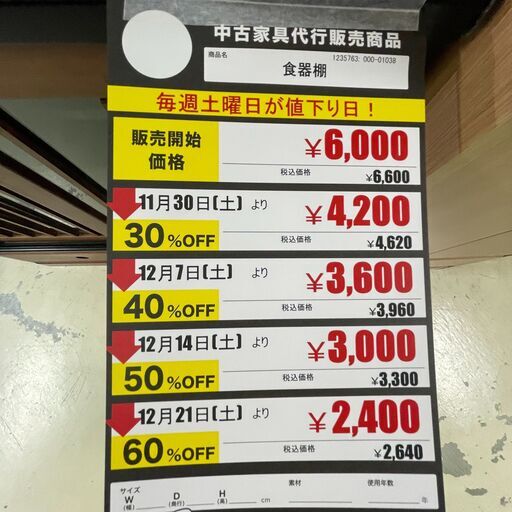 中古家具代行販売商品
商品名
1235763: 000-01038
食器棚
毎週土曜日が値下り日！
販売開始
価格
¥6,000
税込価格
¥6,600
11月30日(土) より
30%OFF
¥4,200
税込価格
¥4,620
12月7日(土) より
40%OFF
¥3,600
税込価格
¥3,960
12月14日(土) より
50%OFF
¥3,000
税込価格
¥3,300
12月21日(土) より
60%OFF
¥2,400
税込価格
¥2,640
サイズ
W D H
(幅) (奥行) (高) cm
素材
使用年数
年